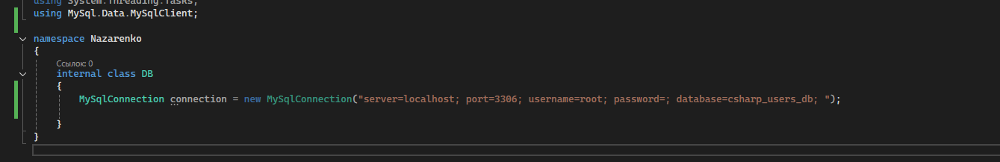 using System.Threading.Tasks;
using MySql.Data.MySqlClient;
namespace Nazarenko
{
Ссылок: 0
internal class DB
{
MySqlConnection connection = new MySqlConnection("server=localhost; port=3306; username=root; password=; database=csharp_users_db; ");
}
}